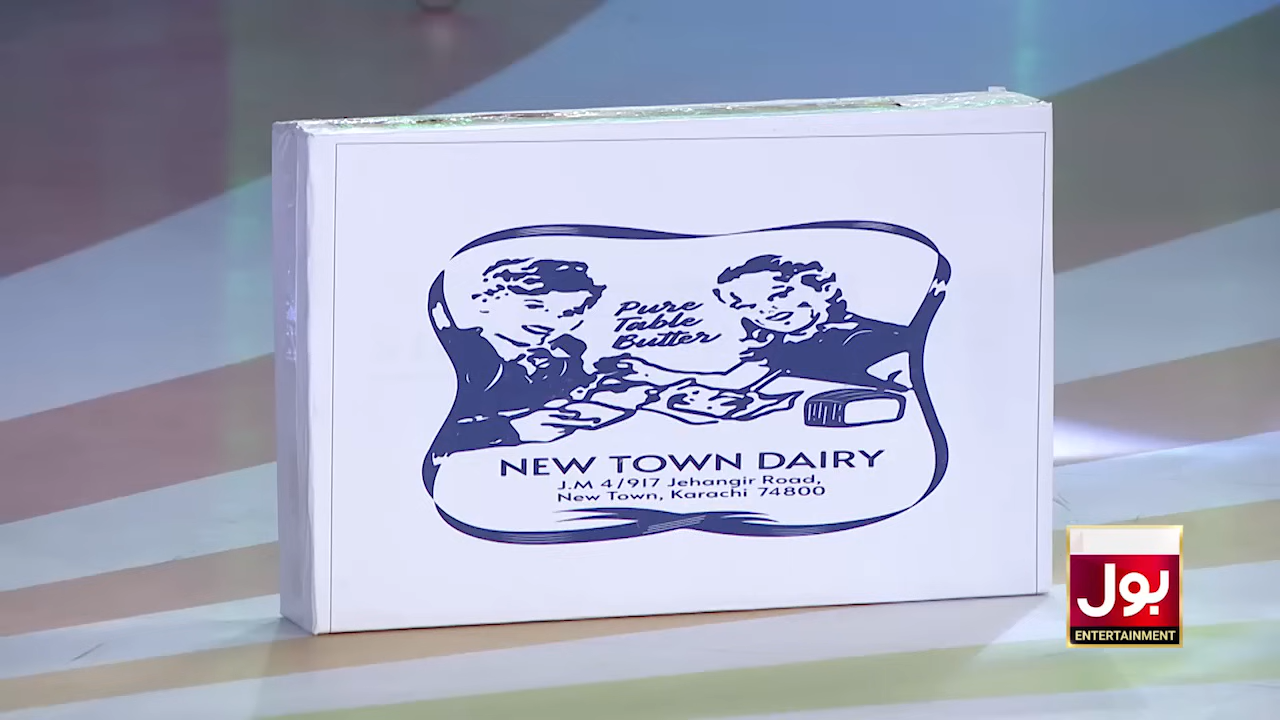 Pure
Table
Butter
NEW TOWN DAIRY
J.M 4/917 Jehangir Road,
New Town, Karachi 74800
بول
ENTERTAINMENT